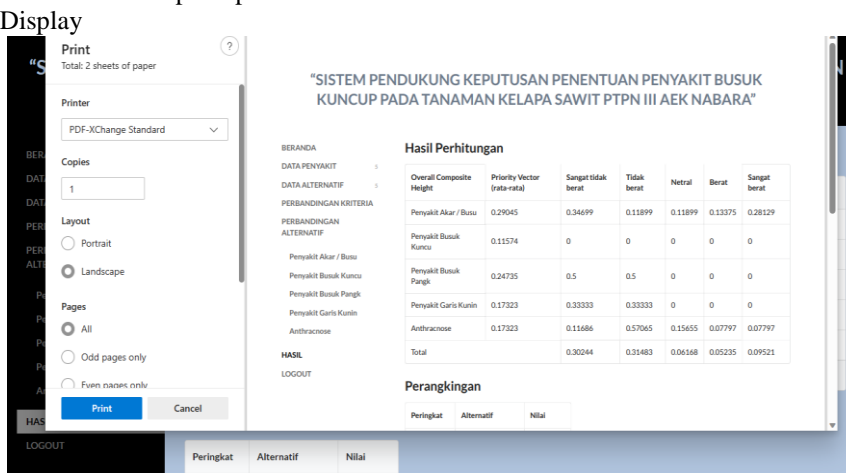 Display
Print
Total: 2 sheets of paper
?
Printer
PDF-XChange Standard
Copies
1
Layout
Portrait
Landscape
Pages
All
Odd pages only
Even pages only
Print Cancel
"SISTEM PENDUKUNG KEPUTUSAN PENENTUAN PENYAKIT BUSUK
KUNCUP PADA TANAMAN KELAPA SAWIT PTPN III AEK NABARA"
BERANDA
DATA PENYAKIT 5
DATA ALTERNATIF 5
PERBANDINGAN KRITERIA
PERBANDINGAN
ALTERNATIF
Penyakit Akar / Busu
Penyakit Busuk Kuncu
Penyakit Busuk Pangk
Penyakit Garis Kunin
Anthracnose
HASIL
LOGOUT
Hasil Perhitungan
Overall Composite Height Priority Vector (rata-rata) Sangat tidak berat Tidak berat Netral Berat Sangat berat
Penyakit Akar / Busu 0.29045 0.34699 0.11899 0.11899 0.13375 0.28129
Penyakit Busuk Kuncu 0.11574 0 0 0 0 0
Penyakit Busuk Pangk 0.24735 0.5 0.5 0 0 0
Penyakit Garis Kunin 0.17323 0.33333 0.33333 0 0 0
Anthracnose 0.17323 0.11686 0.57065 0.15655 0.07797 0.07797
Total 0.30244 0.31483 0.06168 0.05235 0.09521
Perangkingan
Peringkat Alternatif Nilai
LOGOUT
Peringkat Alternatif Nilai